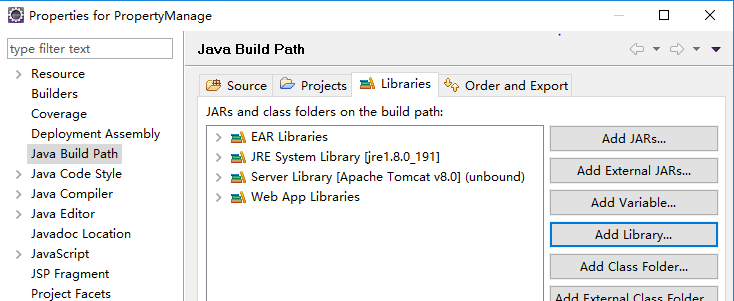 Properties for PropertyManage
type filter text
Resource
Builders
Coverage
Deployment Assembly
Java Build Path
Java Code Style
Java Compiler
Java Editor
Javadoc Location
JavaScript
JSP Fragment
Project Facets
Java Build Path
Source Projects Libraries Order and Export
JARs and class folders on the build path:
EAR Libraries
JRE System Library [jre1.8.0_191]
Server Library [Apache Tomcat v8.0] (unbound)
Web App Libraries
Add JARs...
Add External JARs...
Add Variable...
Add Library...
Add Class Folder...
Add External Class Folder...